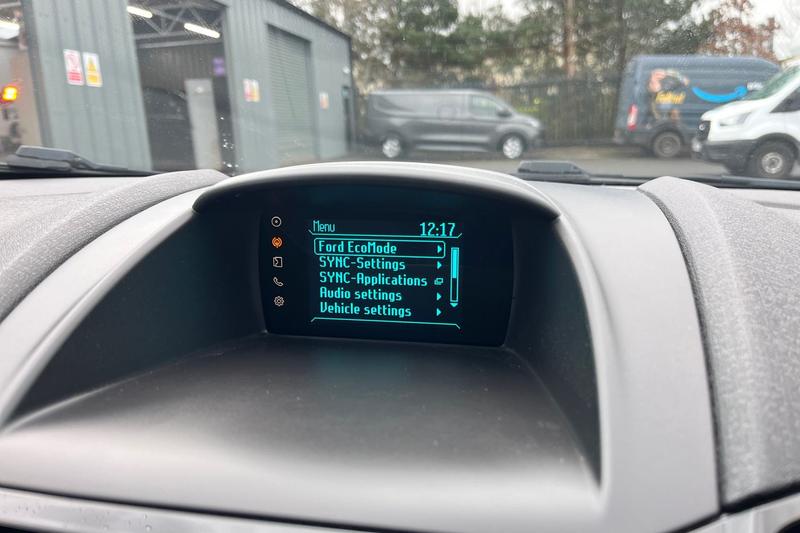 Menu 12:17
Ford EcoMode
SYNC-Settings
SYNC-Applications
Audio settings
Vehicle settings